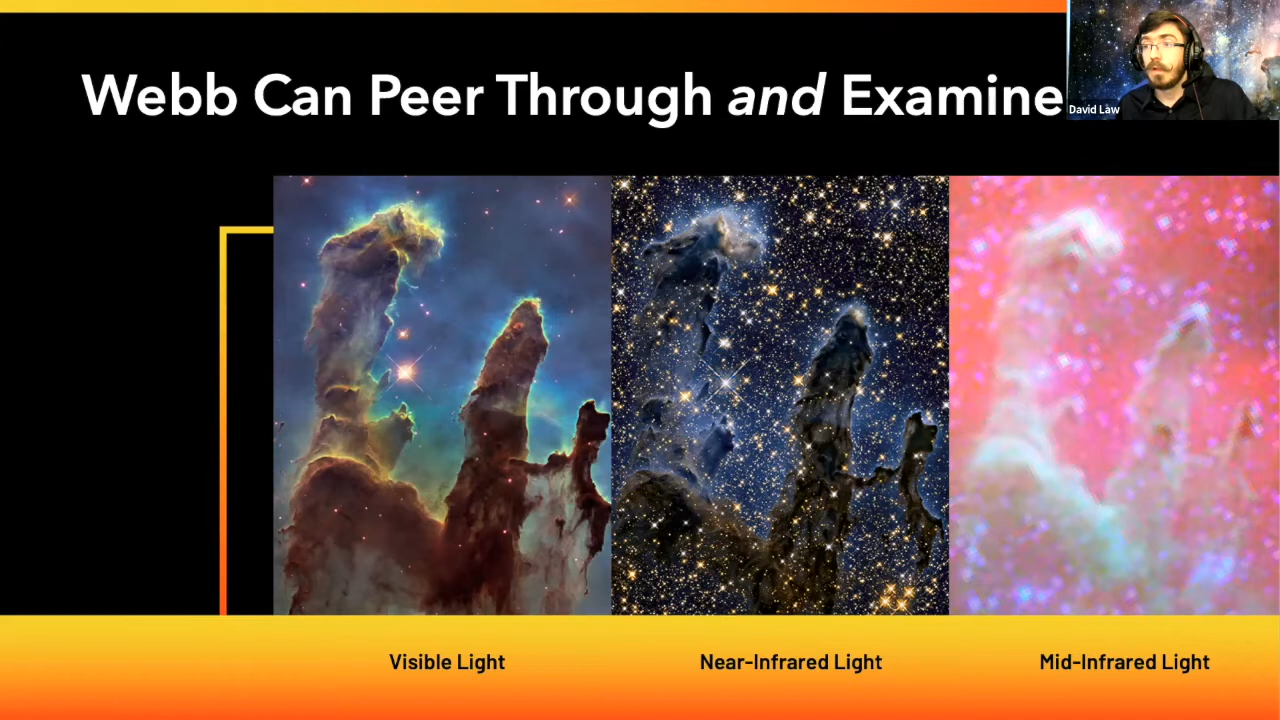 Webb Can Peer Through and Examine
David Law
Visible Light
Near-Infrared Light
Mid-Infrared Light